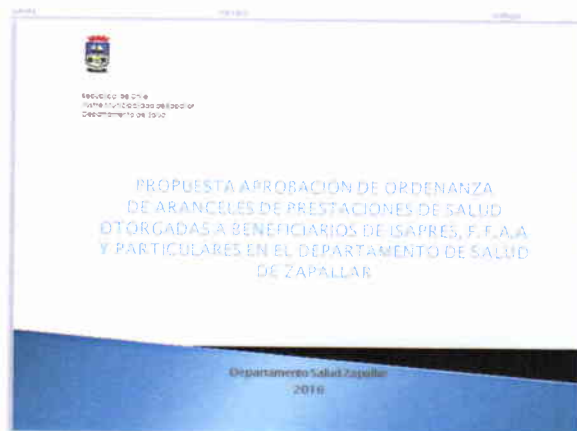 República de Chile
Ilustre Municipalidad de Zapallar
Departamento de Salud
PROPUESTA APROBACIÓN DE ORDENANZA
DE ARANCELES DE PRESTACIONES DE SALUD
OTORGADAS A BENEFICIARIOS DE ISAPRES, F.F.A.A
Y PARTICULARES EN EL DEPARTAMENTO DE SALUD
DE ZAPALLAR
Departamento Salud Zapallar
2016